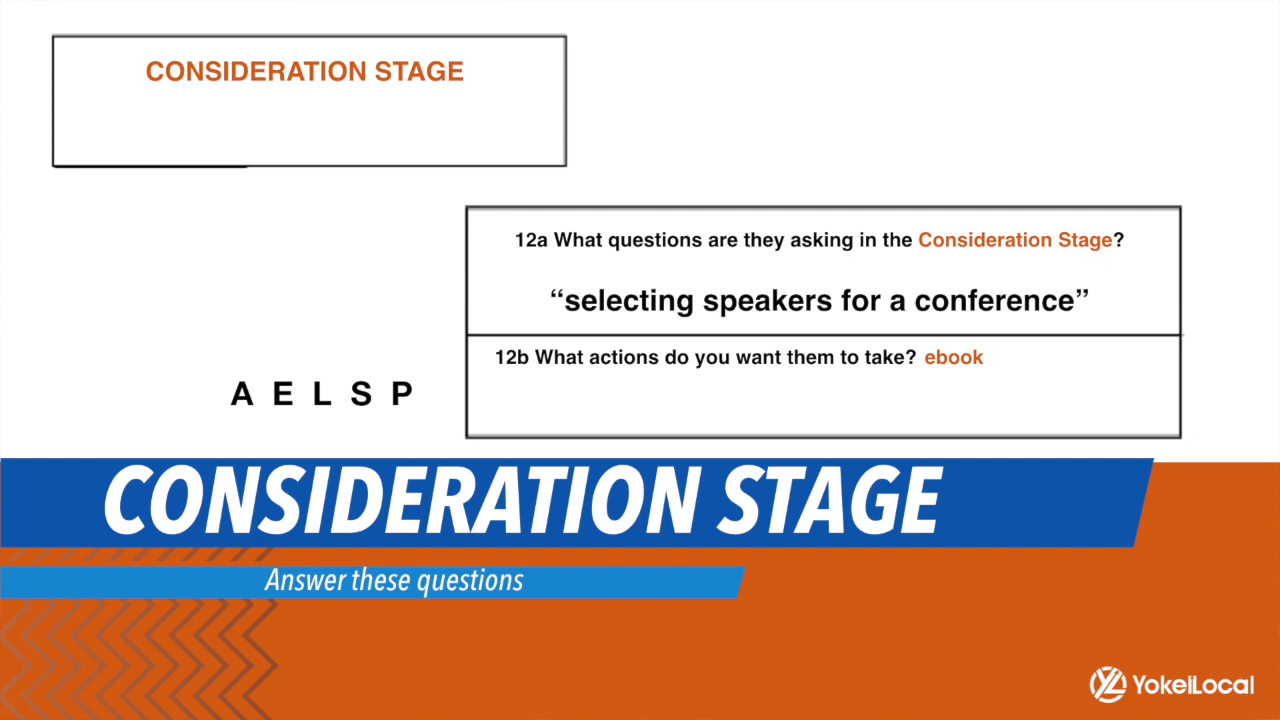 CONSIDERATION STAGE
12a What questions are they asking in the Consideration Stage?
“selecting speakers for a conference”
12b What actions do you want them to take? ebook
A E L S P
CONSIDERATION STAGE
Answer these questions
YokelLocal